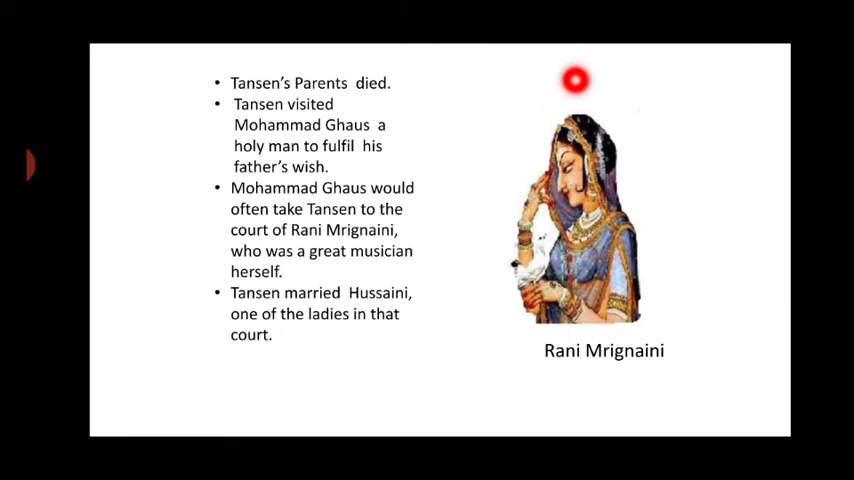 • Tansen's Parents died.
• Tansen visited
Mohammad Ghaus a
holy man to fulfil his
father's wish.
• Mohammad Ghaus would
often take Tansen to the
court of Rani Mrignaini,
who was a great musician
herself.
• Tansen married Hussaini,
one of the ladies in that
court.
Rani Mrignaini